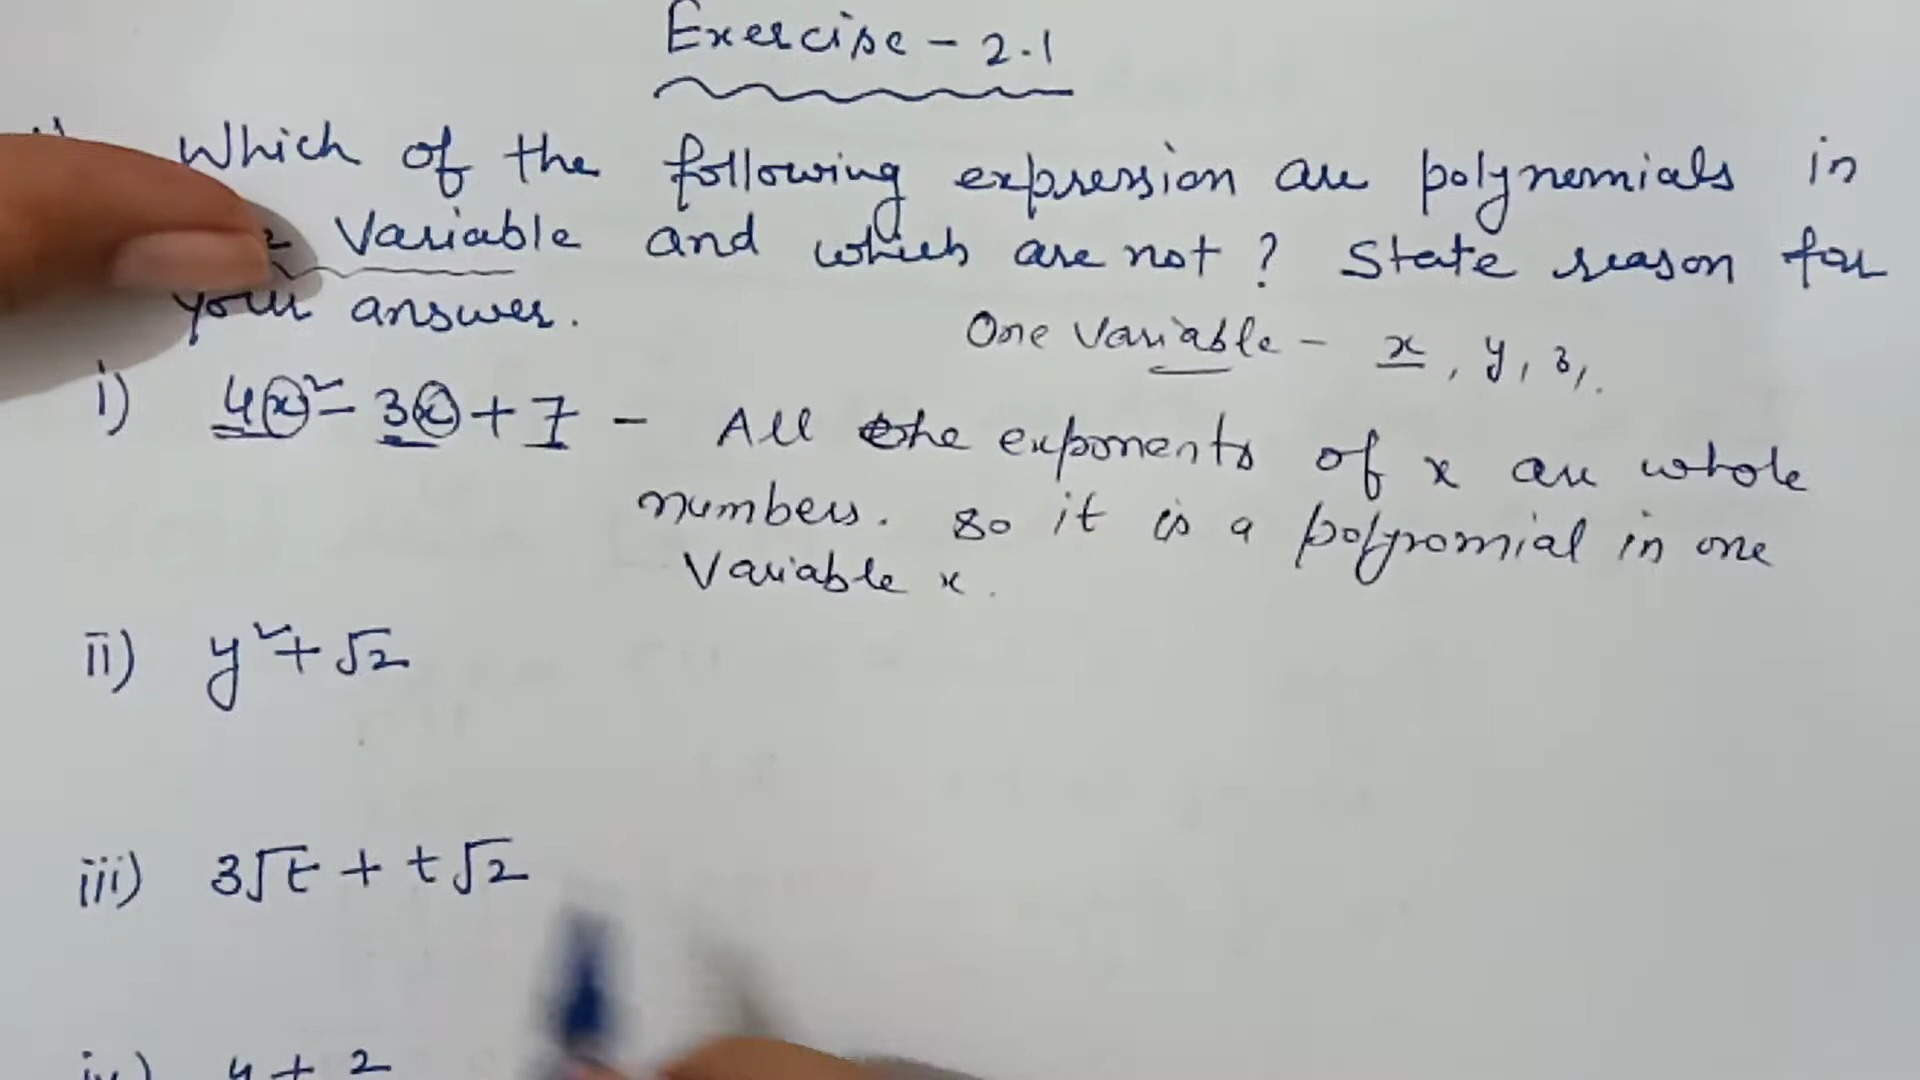 Exercise - 2.1
Which of the following expression are polynomials in
Variable and which are not ? State reason for
your answer.
One Variable - x, y, z,
i) 4x² - 3x + 7 - All the exponents of x are whole
numbers. So it is a polynomial in one
Variable x.
ii) y² + √2
iii) 3√t + t√2
iv) y + 2